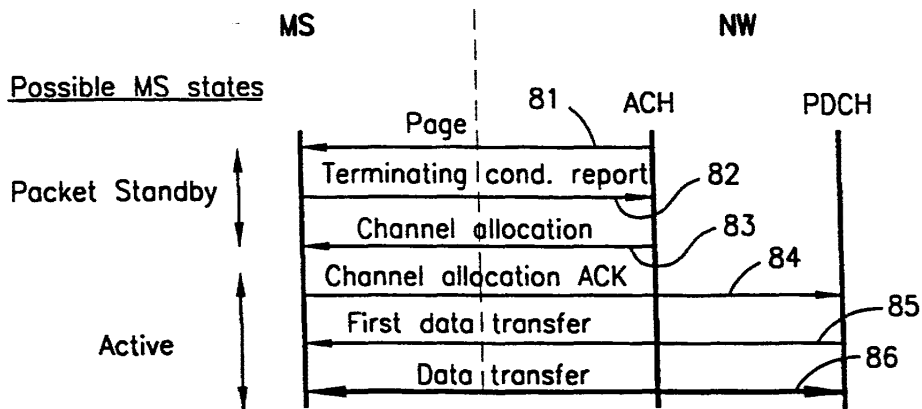 MS NW
Possible MS states
81 ACH PDCH
Page
Terminating cond. report
82
Packet Standby
Channel allocation
83
Channel allocation ACK
84
First data transfer
85
Active
Data transfer
86